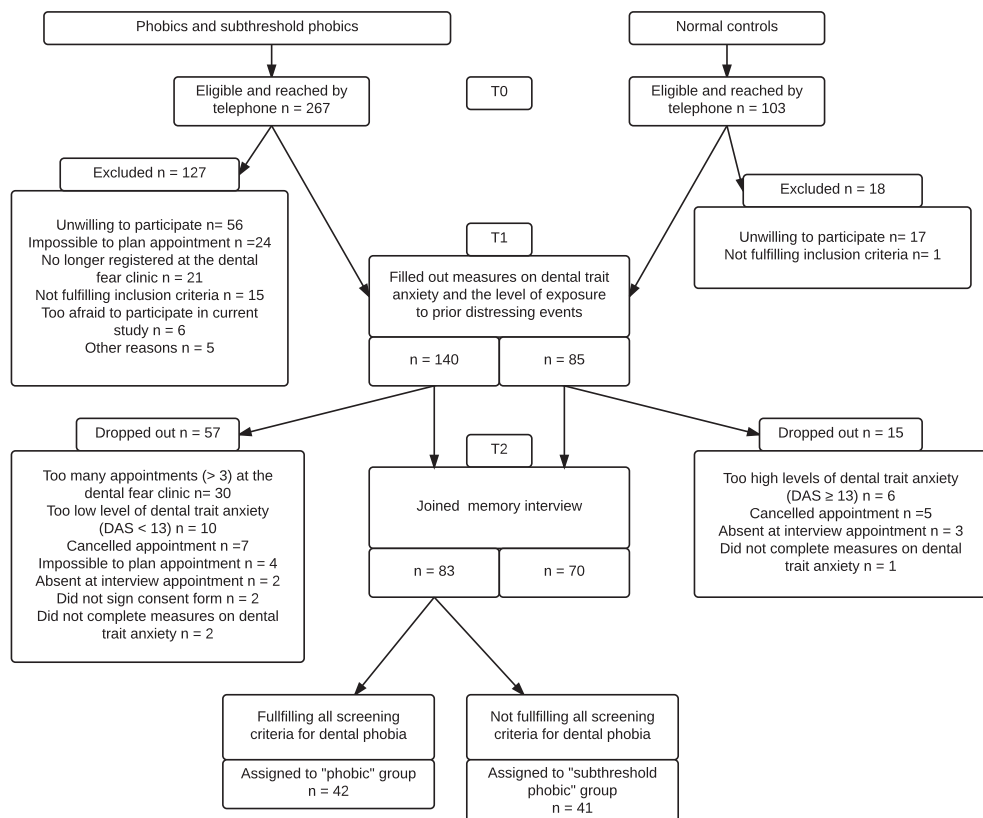 Phobics and subthreshold phobics
Normal controls
Eligible and reached by
telephone n = 267
T0
Eligible and reached by
telephone n = 103
Excluded n = 127
Unwilling to participate n= 56
Impossible to plan appointment n =24
No longer registered at the dental
fear clinic n = 21
Not fulfilling inclusion criteria n = 15
Too afraid to participate in current
study n = 6
Other reasons n = 5
Excluded n = 18
Unwilling to participate n= 17
Not fulfilling inclusion criteria n= 1
T1
Filled out measures on dental trait
anxiety and the level of exposure
to prior distressing events
n = 140
n = 85
Dropped out n = 57
Too many appointments (> 3) at the
dental fear clinic n= 30
Too low level of dental trait anxiety
(DAS < 13) n = 10
Cancelled appointment n =7
Impossible to plan appointment n = 4
Absent at interview appointment n = 2
Did not sign consent form n = 2
Did not complete measures on dental
trait anxiety n = 2
T2
Joined  memory interview
n = 83
n = 70
Dropped out n = 15
Too high levels of dental trait anxiety
(DAS ≥ 13) n = 6
Cancelled appointment =5
Absent at interview appointment n = 3
Did not complete measures on dental
trait anxiety n = 1
Fullfilling all screening
criteria for dental phobia
Assigned to "phobic" group
n = 42
Not fullfilling all screening
criteria for dental phobia
Assigned to "subthreshold
phobic" group
n = 41